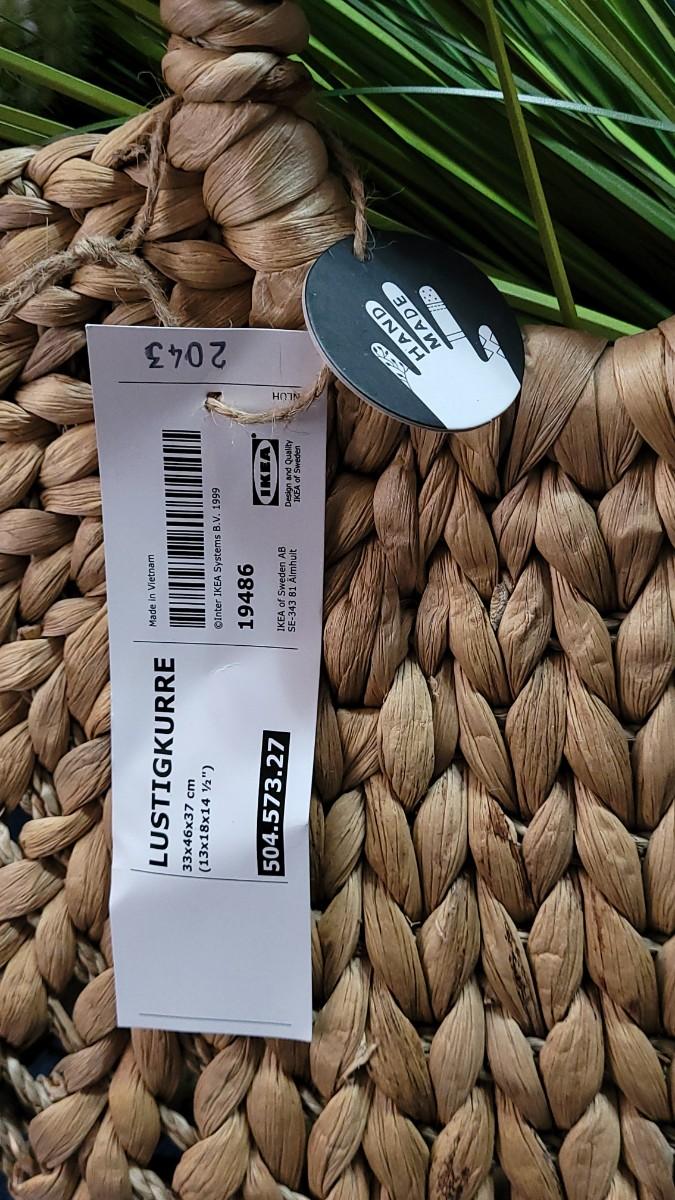 HAND
MADE
2043
NLUH
Made in Vietnam
©Inter IKEA Systems B.V. 1999
19486
IKEA®
Design and Quality
IKEA of Sweden
IKEA of Sweden AB
SE-343 81 Älmhult
LUSTIGKURRE
33x46x37 cm
(13x18x14 ½")
504.573.27